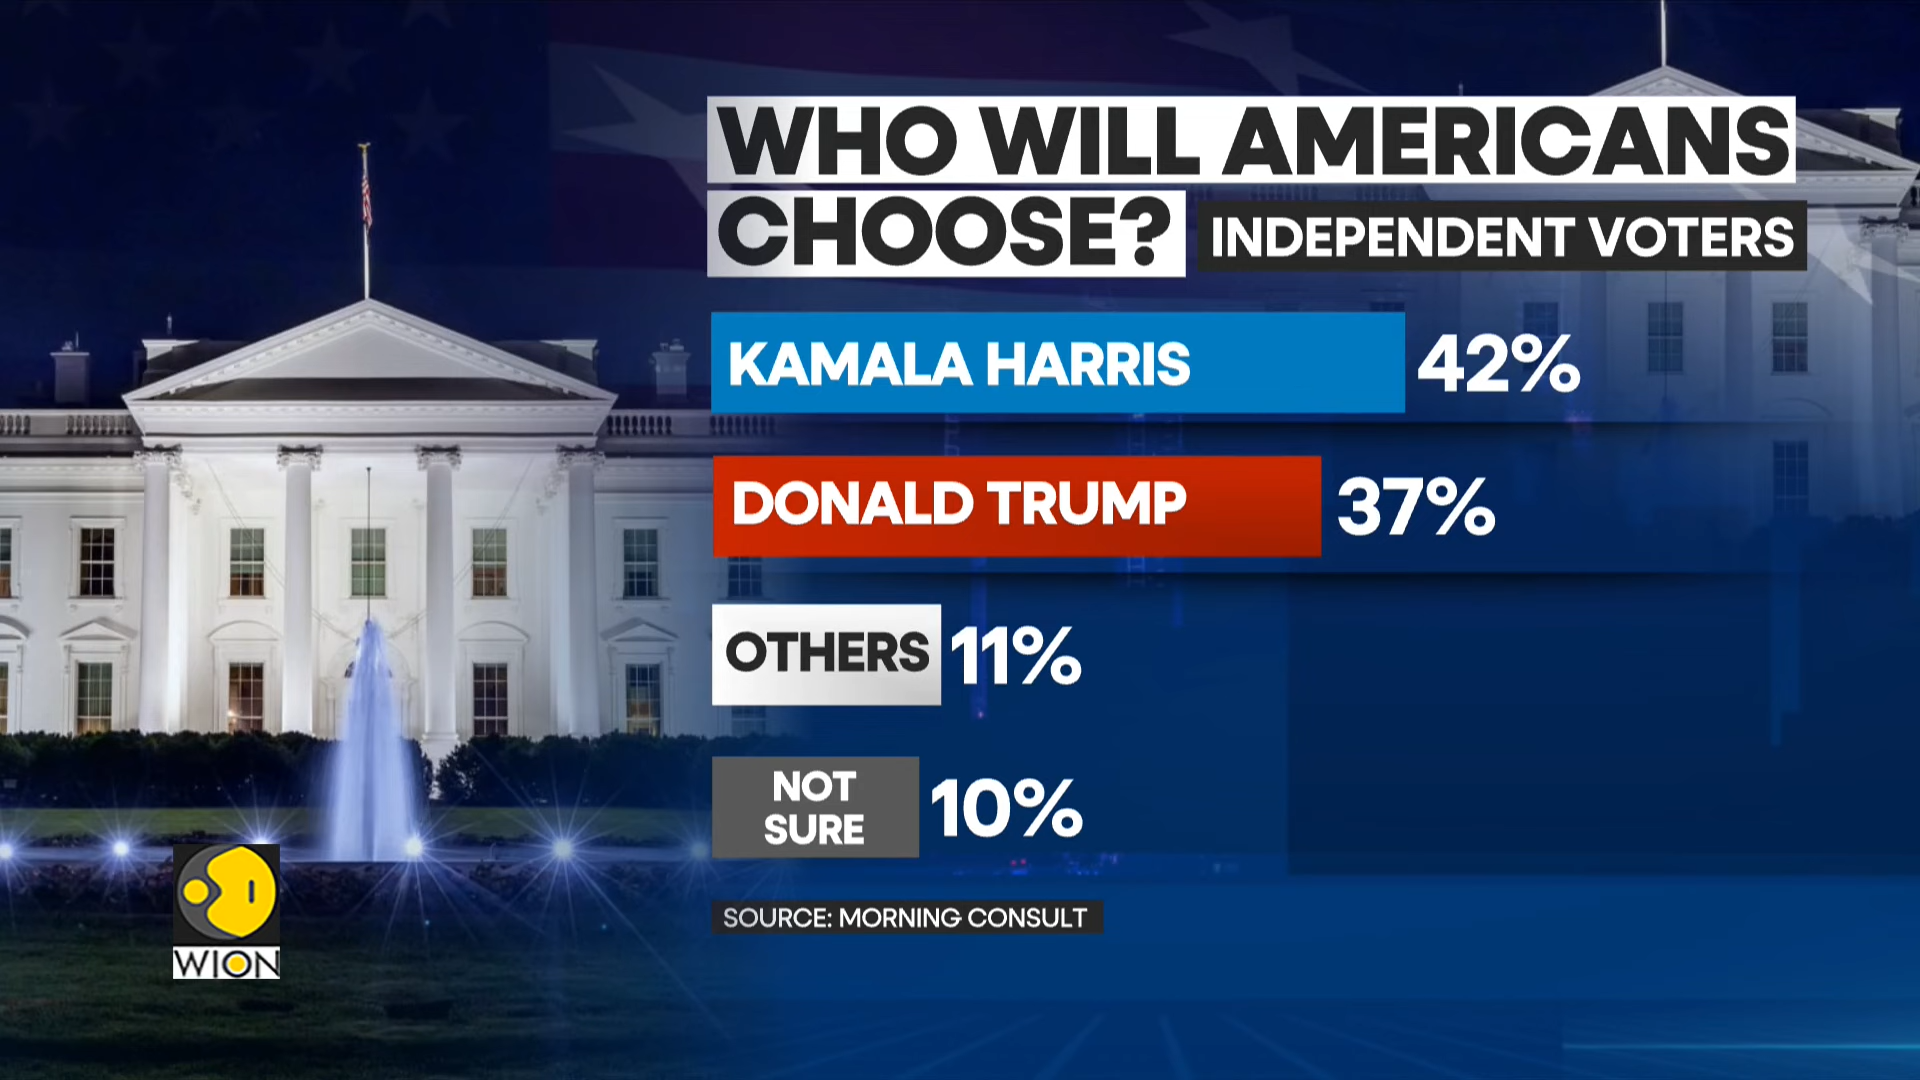 WHO WILL AMERICANS
CHOOSE? INDEPENDENT VOTERS
KAMALA HARRIS 42%
DONALD TRUMP 37%
OTHERS 11%
NOT
SURE 10%
SOURCE: MORNING CONSULT
WION